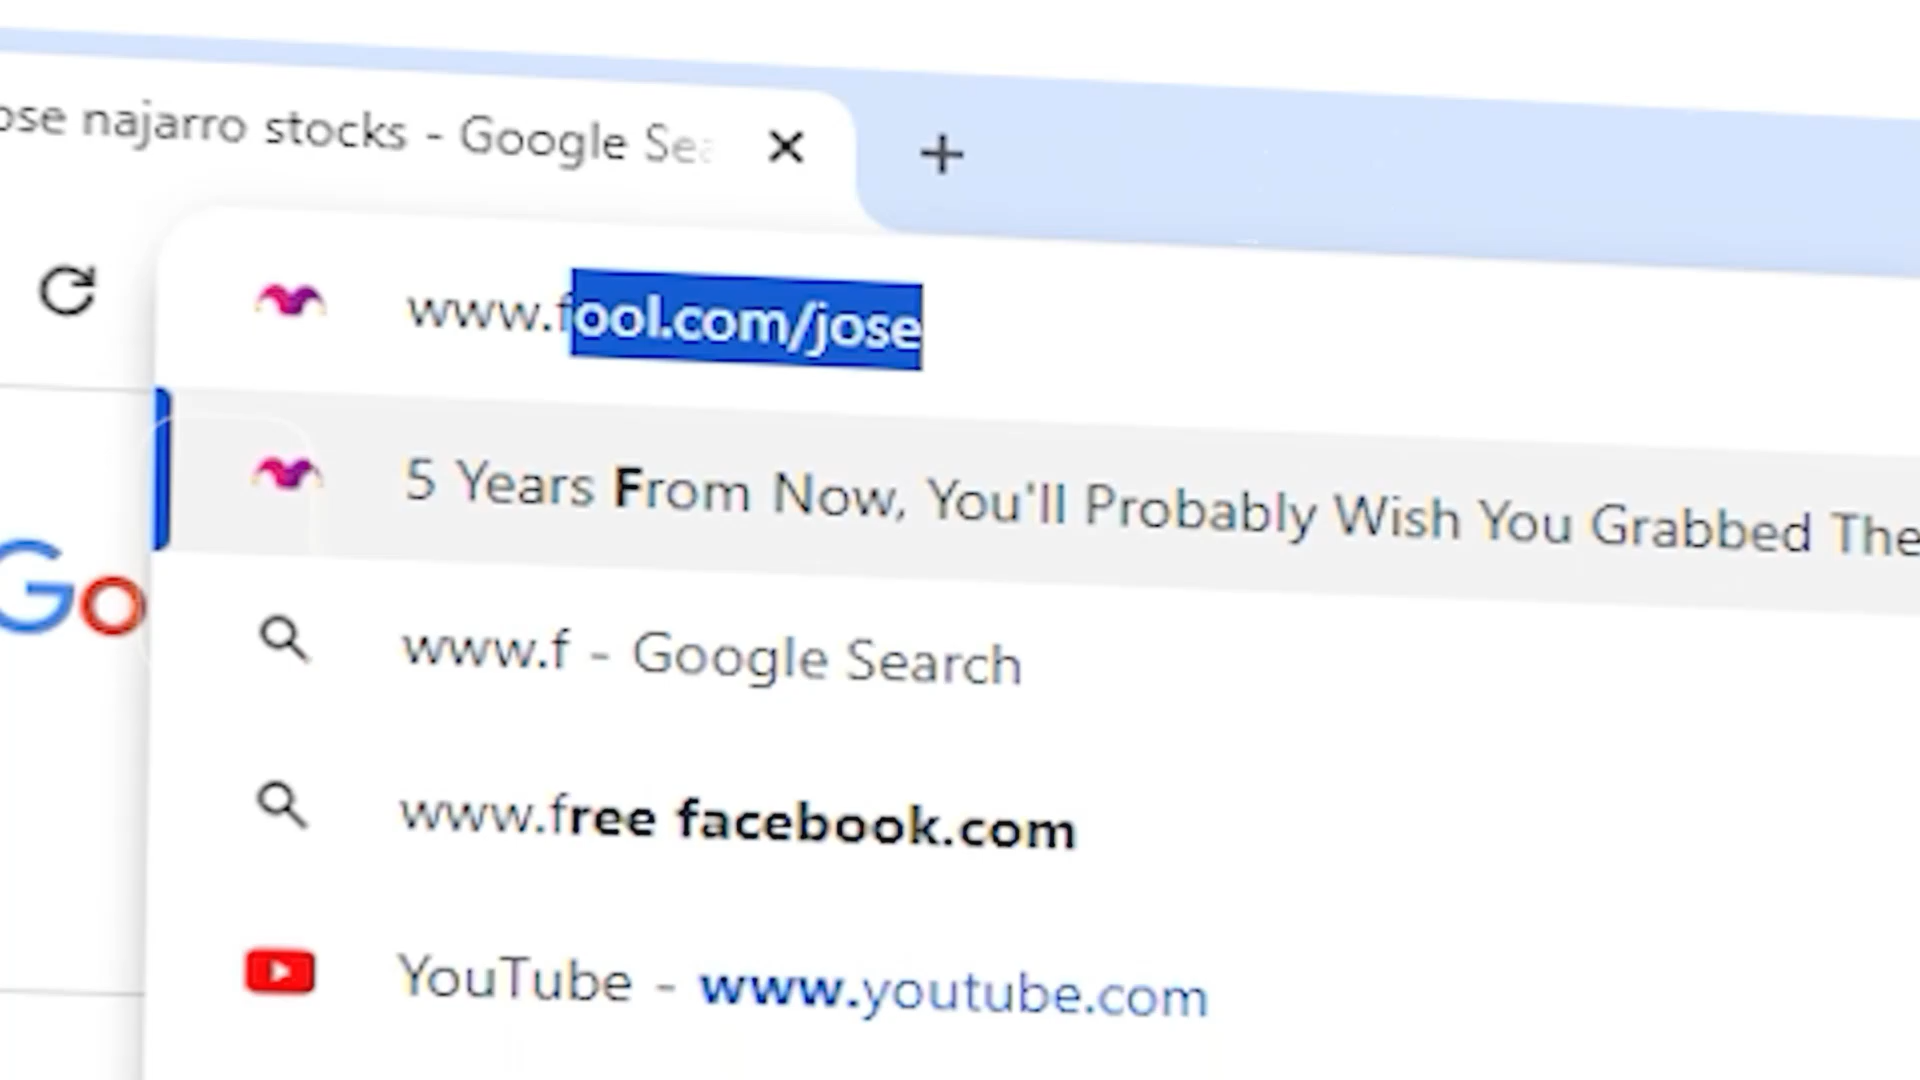 ose najarro stocks - Google Sea
www.fool.com/jose
5 Years From Now, You'll Probably Wish You Grabbed The
Go
www.f - Google Search
www.free facebook.com
YouTube - www.youtube.com